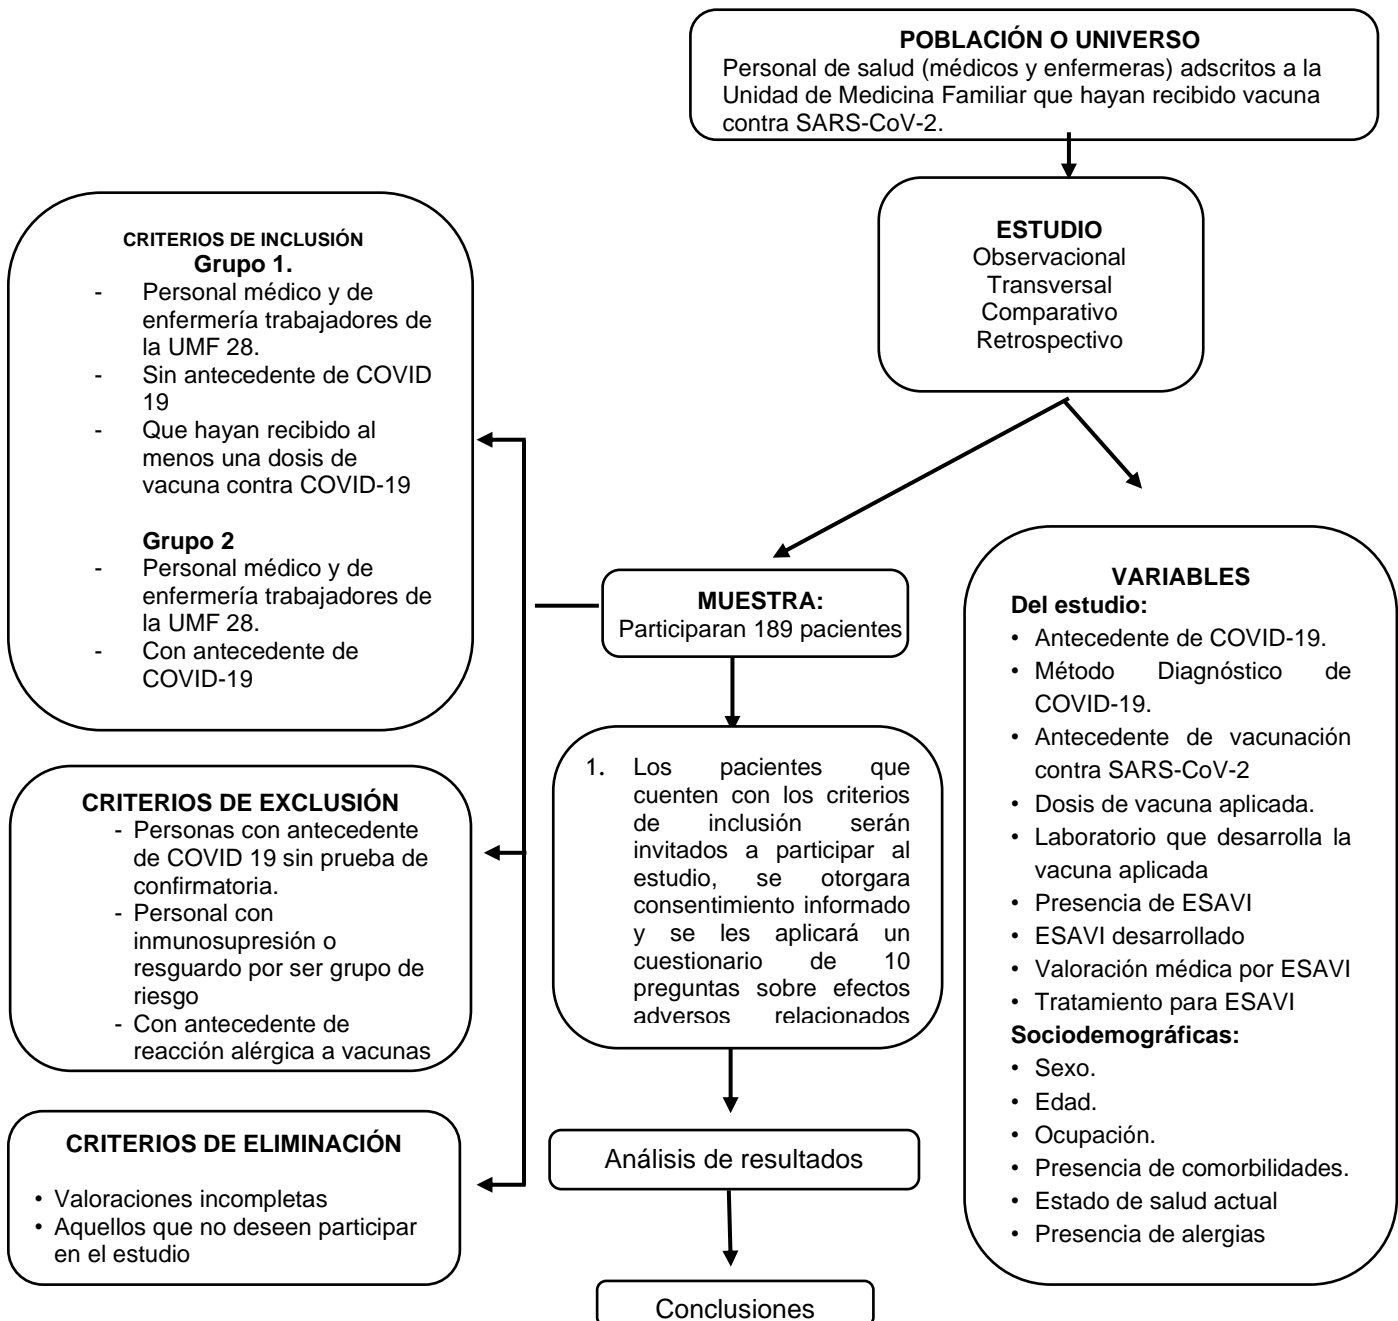 POBLACIÓN O UNIVERSO
Personal de salud (médicos y enfermeras) adscritos a la
Unidad de Medicina Familiar que hayan recibido vacuna
contra SARS-CoV-2.
ESTUDIO
Observacional
Transversal
Comparativo
Retrospectivo
CRITERIOS DE INCLUSIÓN
Grupo 1.
- Personal médico y de
enfermería trabajadores de
la UMF 28.
- Sin antecedente de COVID
19
- Que hayan recibido al
menos una dosis de
vacuna contra COVID-19
Grupo 2
- Personal médico y de
enfermería trabajadores de
la UMF 28.
- Con antecedente de
COVID-19
MUESTRA:
Participaran 189 pacientes
VARIABLES
Del estudio:
• Antecedente de COVID-19.
• Método Diagnóstico de
COVID-19.
• Antecedente de vacunación
contra SARS-CoV-2
• Dosis de vacuna aplicada.
• Laboratorio que desarrolla la
vacuna aplicada
• Presencia de ESAVI
• ESAVI desarrollado
• Valoración médica por ESAVI
• Tratamiento para ESAVI
Sociodemográficas:
• Sexo.
• Edad.
• Ocupación.
• Presencia de comorbilidades.
• Estado de salud actual
• Presencia de alergias
1. Los pacientes que
cuenten con los criterios
de inclusión serán
invitados a participar al
estudio, se otorgara
consentimiento informado
y se les aplicará un
cuestionario de 10
preguntas sobre efectos
adversos relacionados
CRITERIOS DE EXCLUSIÓN
- Personas con antecedente
de COVID 19 sin prueba de
confirmatoria.
- Personal con
inmunosupresión o
resguardo por ser grupo de
riesgo
- Con antecedente de
reacción alérgica a vacunas
CRITERIOS DE ELIMINACIÓN
• Valoraciones incompletas
• Aquellos que no deseen participar
en el estudio
Análisis de resultados
Conclusiones